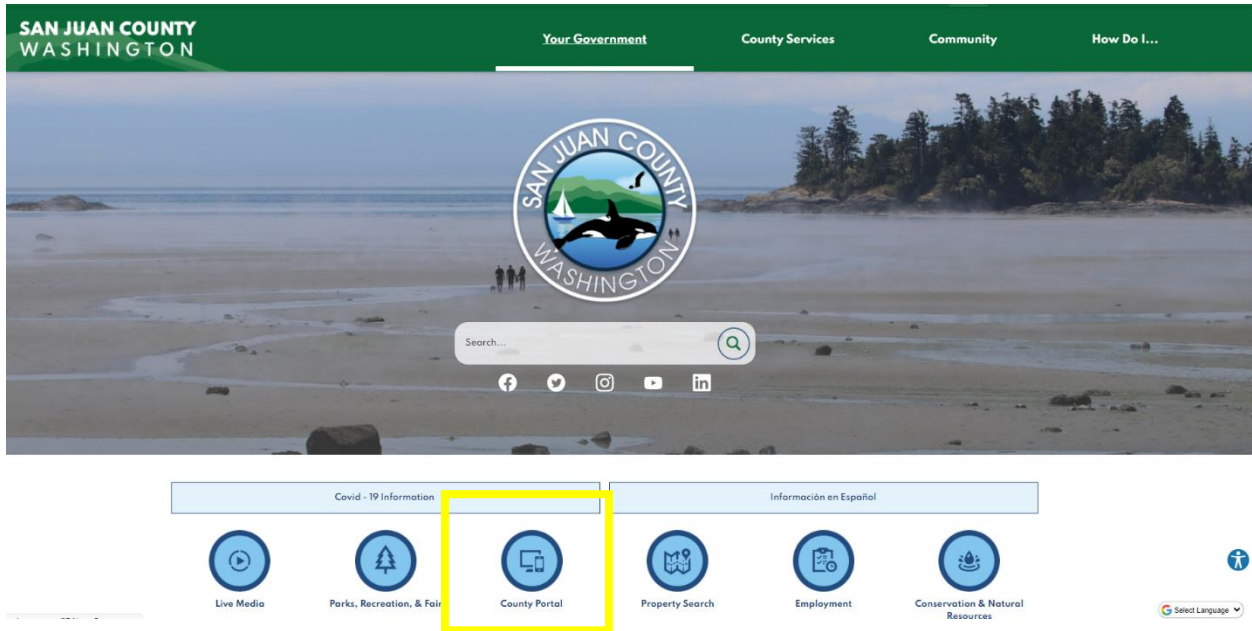 SAN JUAN COUNTY
WASHINGTON
Your Government
County Services
Community
How Do I...
SAN JUAN COUNTY
WASHINGTON
Search...
in
Covid - 19 Information
Información en Español
Live Media
Parks, Recreation, & Fair
County Portal
Property Search
Employment
Conservation & Natural
Resources
Select Language